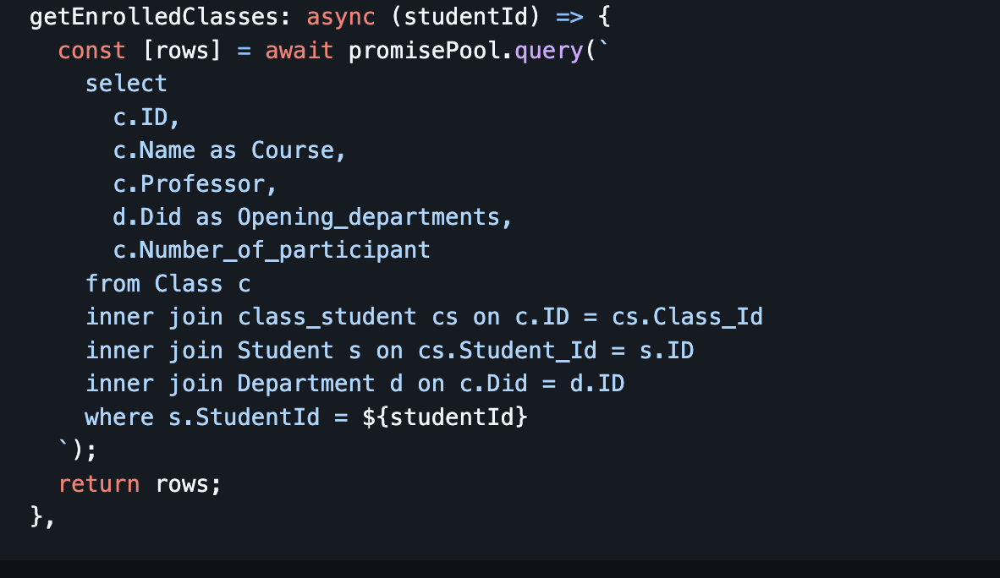 getEnrolledClasses: async (studentId) => {
const [rows] = await promisePool.query(`
select
c.ID,
c.Name as Course,
c.Professor,
d.Did as Opening_departments,
c.Number_of_participant
from Class c
inner join class_student cs on c.ID = cs.Class_Id
inner join Student s on cs.Student_Id = s.ID
inner join Department d on c.Did = d.ID
where s.StudentId = ${studentId}
`);
return rows;
},